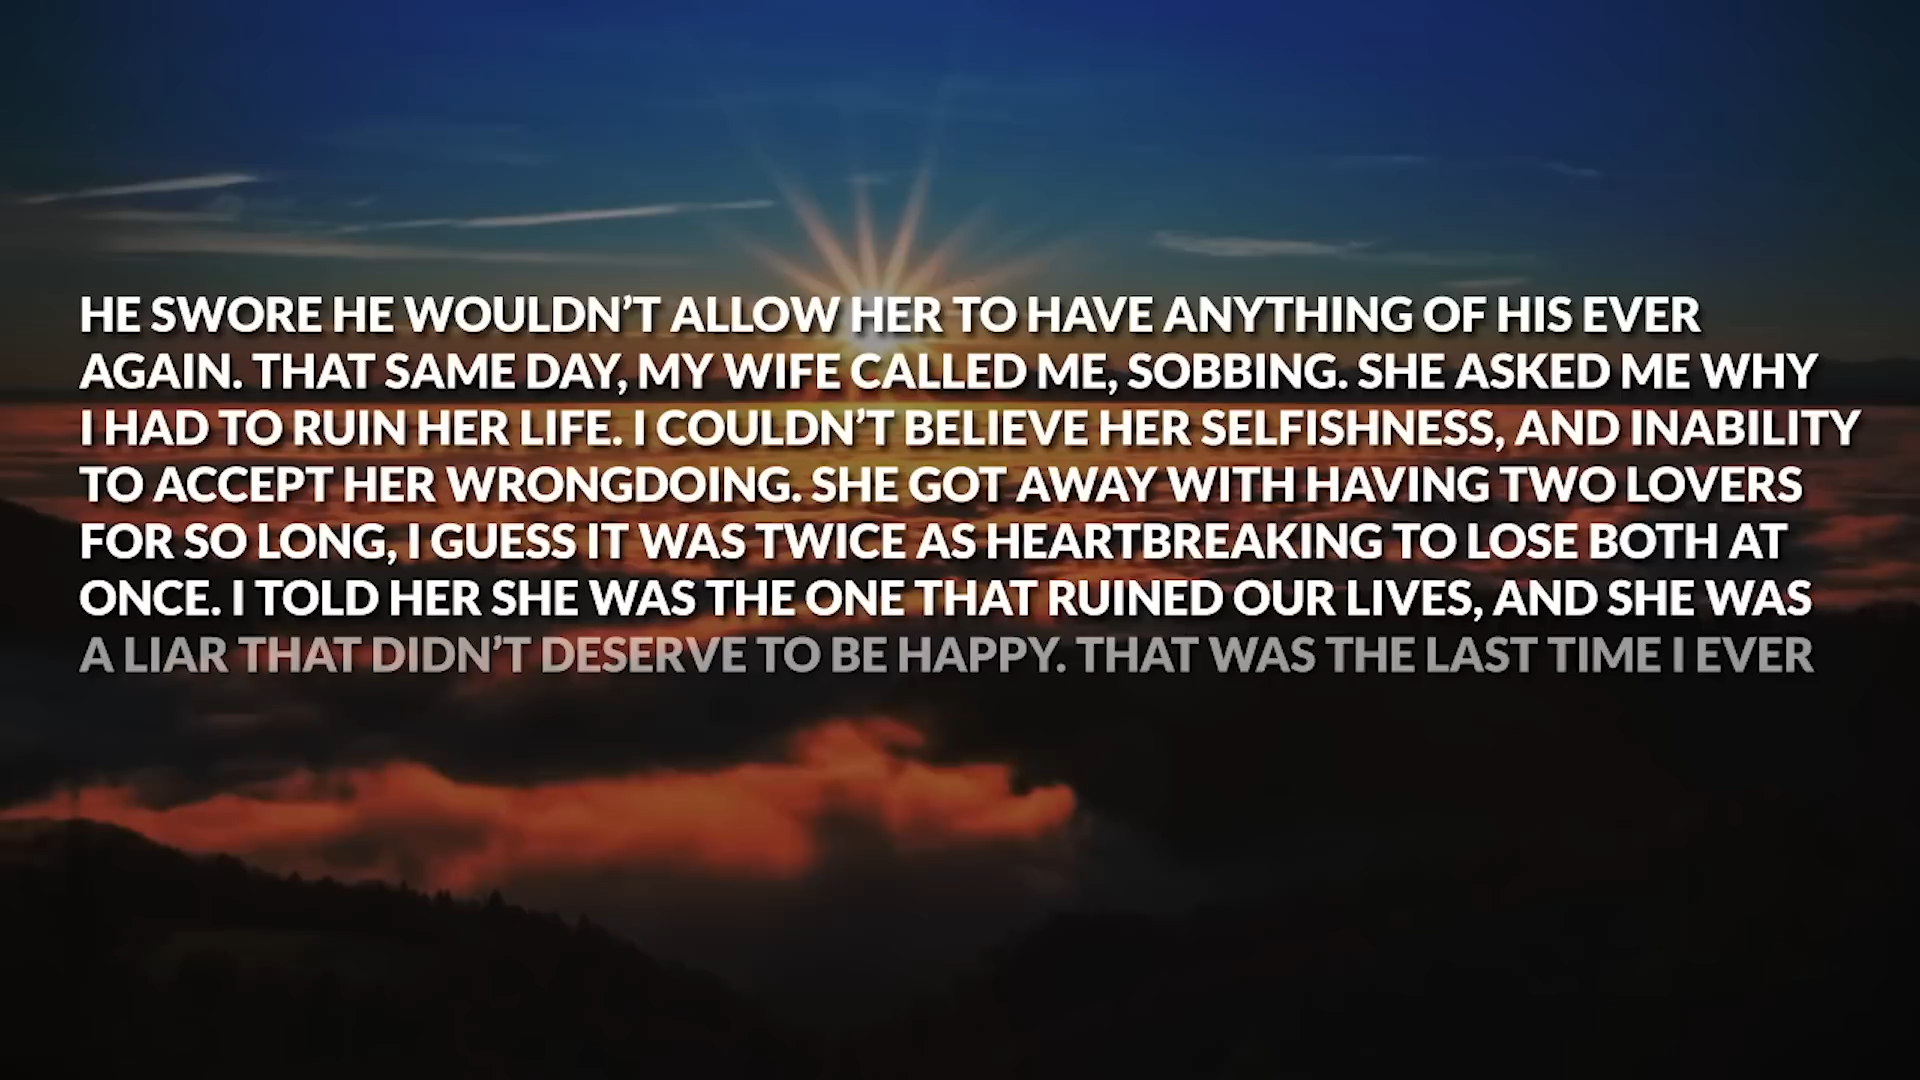 HE SWORE HE WOULDN'T ALLOW HER TO HAVE ANYTHING OF HIS EVER
AGAIN. THAT SAME DAY, MY WIFE CALLED ME, SOBBING. SHE ASKED ME WHY
I HAD TO RUIN HER LIFE. I COULDN'T BELIEVE HER SELFISHNESS, AND INABILITY
TO ACCEPT HER WRONGDOING. SHE GOT AWAY WITH HAVING TWO LOVERS
FOR SO LONG, I GUESS IT WAS TWICE AS HEARTBREAKING TO LOSE BOTH AT
ONCE. I TOLD HER SHE WAS THE ONE THAT RUINED OUR LIVES, AND SHE WAS
A LIAR THAT DIDN'T DESERVE TO BE HAPPY. THAT WAS THE LAST TIME I EVER